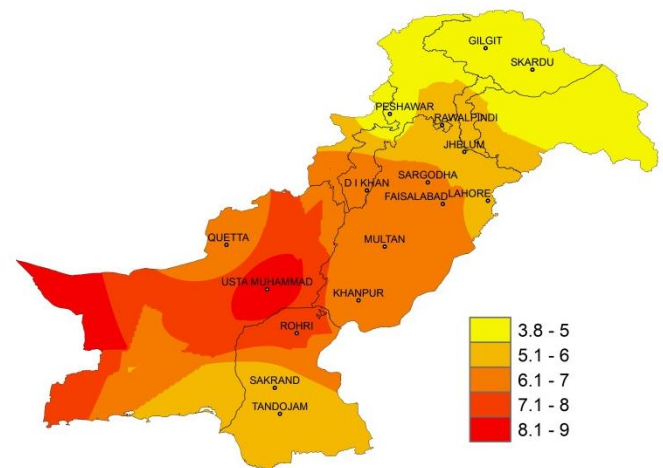 GILGIT
SKARDU
PESHAWAR
RAWALPINDI
JHELUM
SARGODHA
D I KHAN
FAISALABAD
LAHORE
QUETTA
MULTAN
USTA MUHAMMAD
KHANPUR
ROHRI
SAKRAND
TANDOJAM
3.8 - 5
5.1 - 6
6.1 - 7
7.1 - 8
8.1 - 9